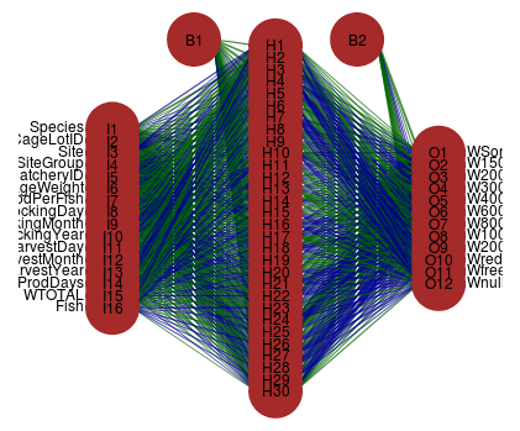 B1
B2
Species
CageLotID
Site
SiteGroup
atcheryID
geWeight
dPerFish
ockingDay
kingMonth
ckingYear
arvestDay
vestMonth
rvestYear
ProdDays
WTOTAL
Fish
I1
I2
I3
I4
I5
I6
I7
I8
I9
I10
I11
I12
I13
I14
I15
I16
H1
H2
H3
H4
H5
H6
H7
H8
H9
H10
H11
H12
H13
H14
H15
H16
H17
H18
H19
H20
H21
H22
H23
H24
H25
H26
H27
H28
H29
H30
O1
O2
O3
O4
O5
O6
O7
O8
O9
O10
O11
O12
WSor
W150
W200
W300
W400
W600
W800
W100
W200
Wred
Wfree
Wnull